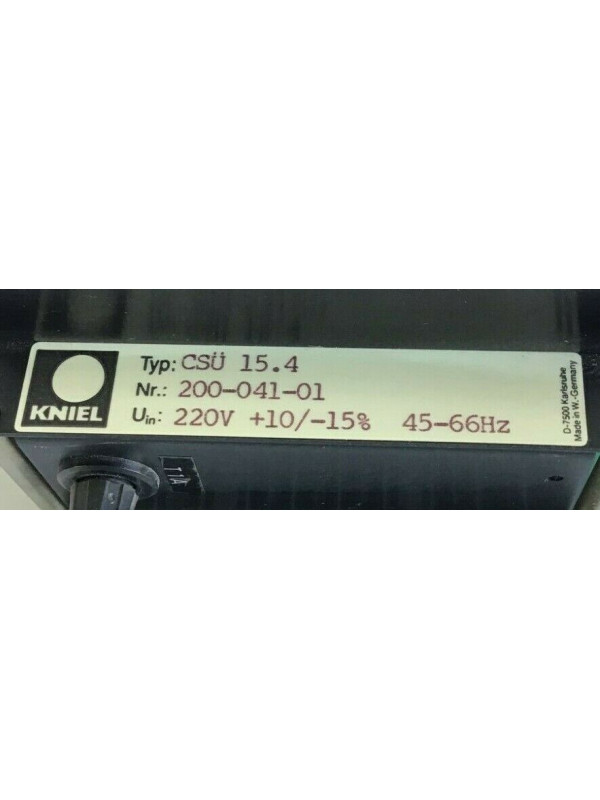 KNIEL
Typ: CSÜ 15.4
Nr.: 200-041-01
Uin: 220V +10/-15% 45-66Hz
D-7500 Karlsruhe
Made in W.-Germany